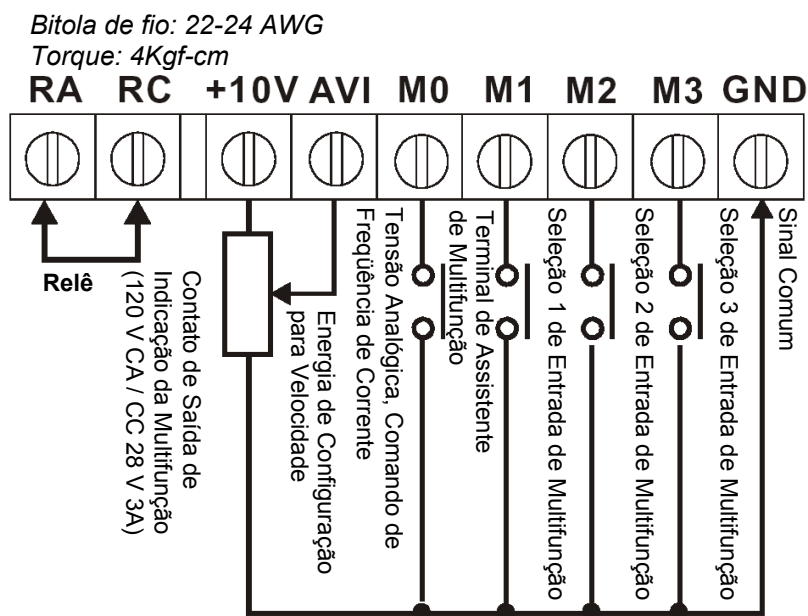 Bitola de fio: 22-24 AWG
Torque: 4Kgf-cm
RA RC +10V AVI M0 M1 M2 M3 GND
Relê
Contato de Saída de
Indicação da Multifunção
(120 V CA / CC 28 V 3A)
Energia de Configuração
para Velocidade
Tensão Analógica, Comando de
Freqüência de Corrente
Terminal de Assistente
de Multifunção
Seleção 1 de Entrada de Multifunção
Seleção 2 de Entrada de Multifunção
Seleção 3 de Entrada de Multifunção
Sinal Comum